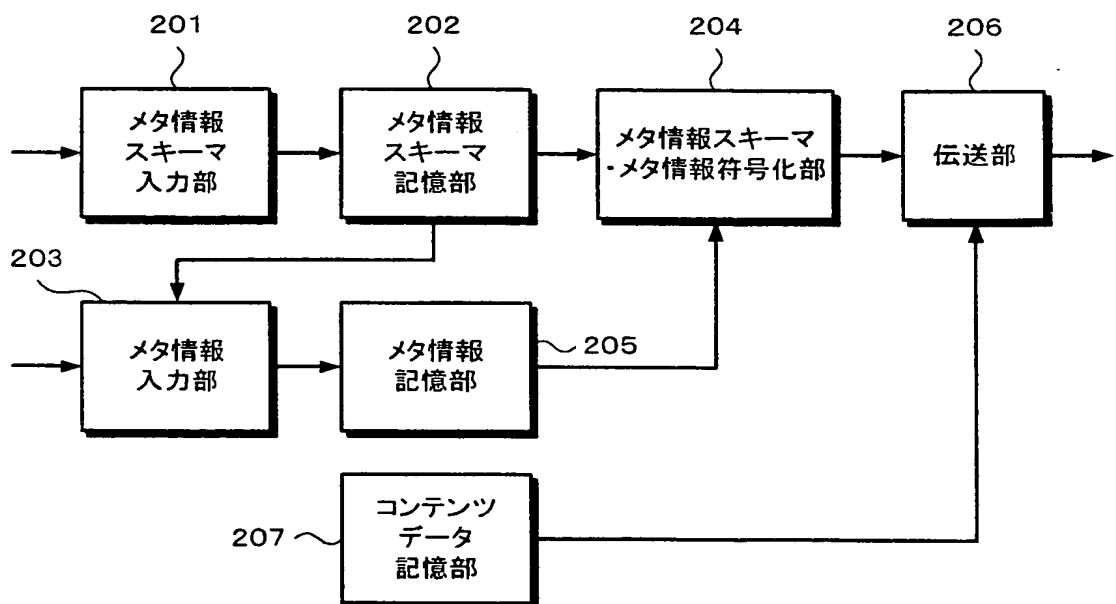 201
202
204
206
メタ情報
スキーマ
入力部
メタ情報
スキーマ
記憶部
メタ情報スキーマ
・メタ情報符号化部
伝送部
203
メタ情報
入力部
メタ情報
記憶部
205
207
コンテンツ
データ
記憶部